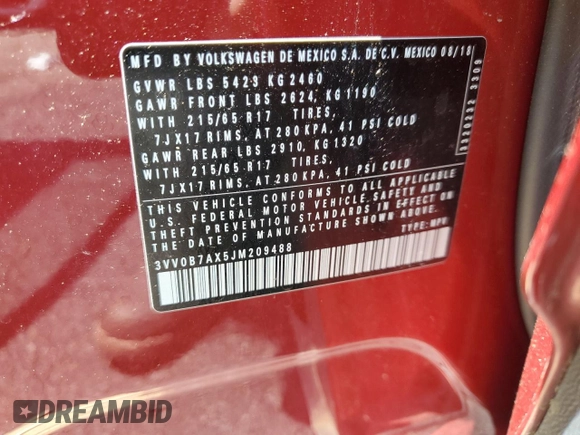 MFD BY VOLKSWAGEN DE MEXICO S.A. DE C.V. MEXICO 08/18
GVWR LBS 5423 KG 2460
GAWR FRONT LBS 2624, KG 1190
WITH 215/65 R17 TIRES,
7JX17 RIMS, AT 280 KPA, 41 PSI COLD
GAWR REAR LBS 2910, KG 1320
WITH 215/65 R17 TIRES,
7JX17 RIMS, AT 280 KPA, 41 PSI COLD
THIS VEHICLE CONFORMS TO ALL APPLICABLE
U.S. FEDERAL MOTOR VEHICLE, SAFETY AND
THEFT PREVENTION STANDARDS IN EFFECT ON
THE DATE OF MANUFACTURE SHOWN ABOVE.
TYPE: MPV
3VV0B7AX5JM209488
DREAMBID